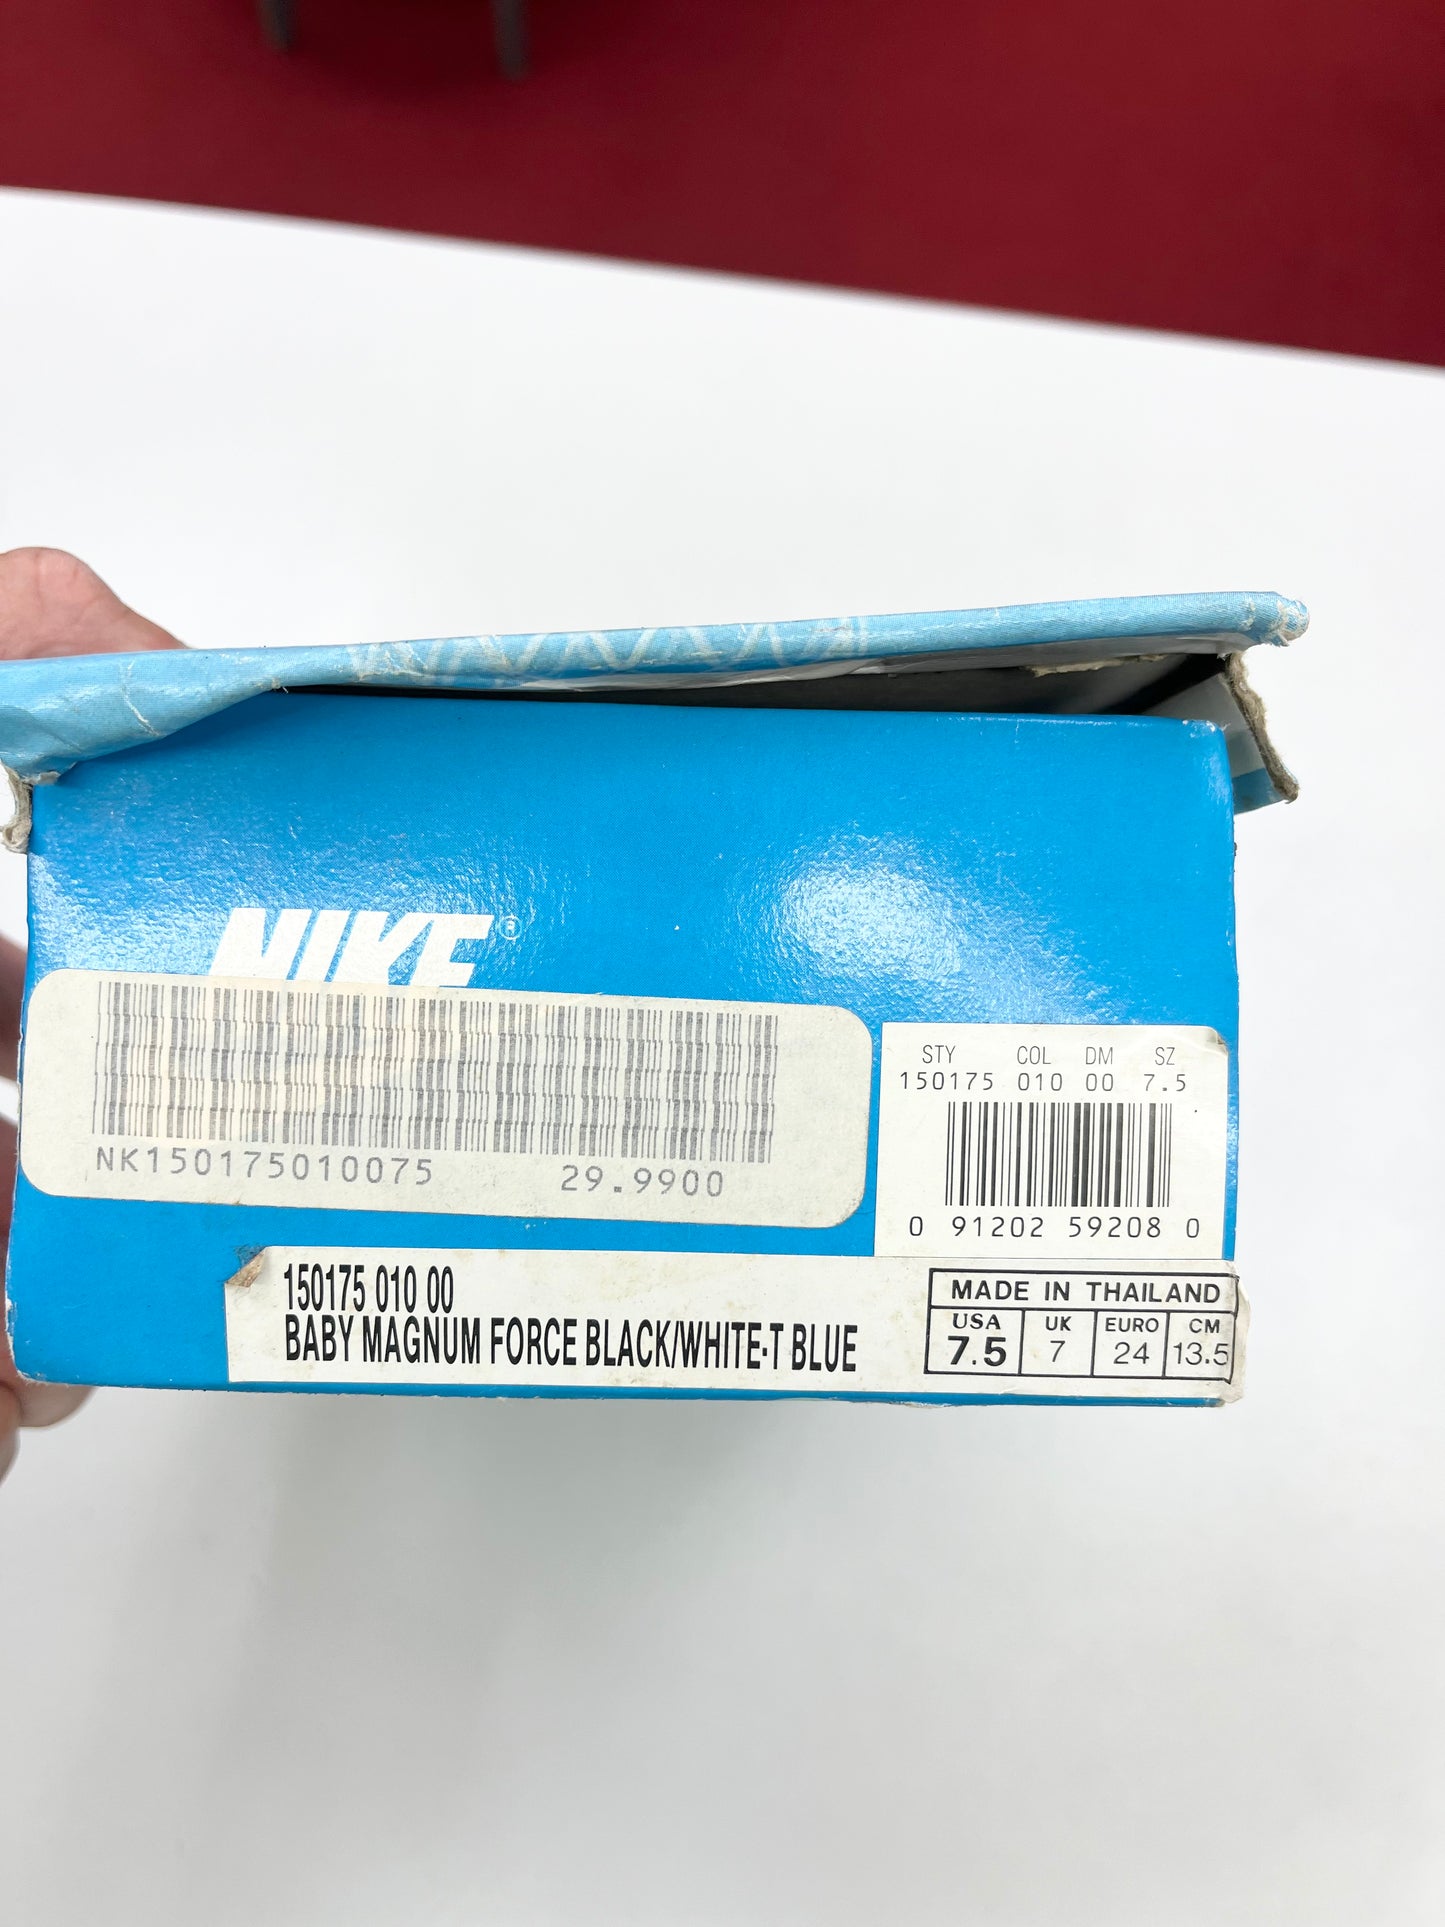 NIKE®
NK150175010075 29.9900
STY COL DM SZ
150175 010 00 7.5
0 91202 59208 0
150175 010 00
BABY MAGNUM FORCE BLACK/WHITE-T BLUE
MADE IN THAILAND
USA UK EURO CM
7.5 7 24 13.5